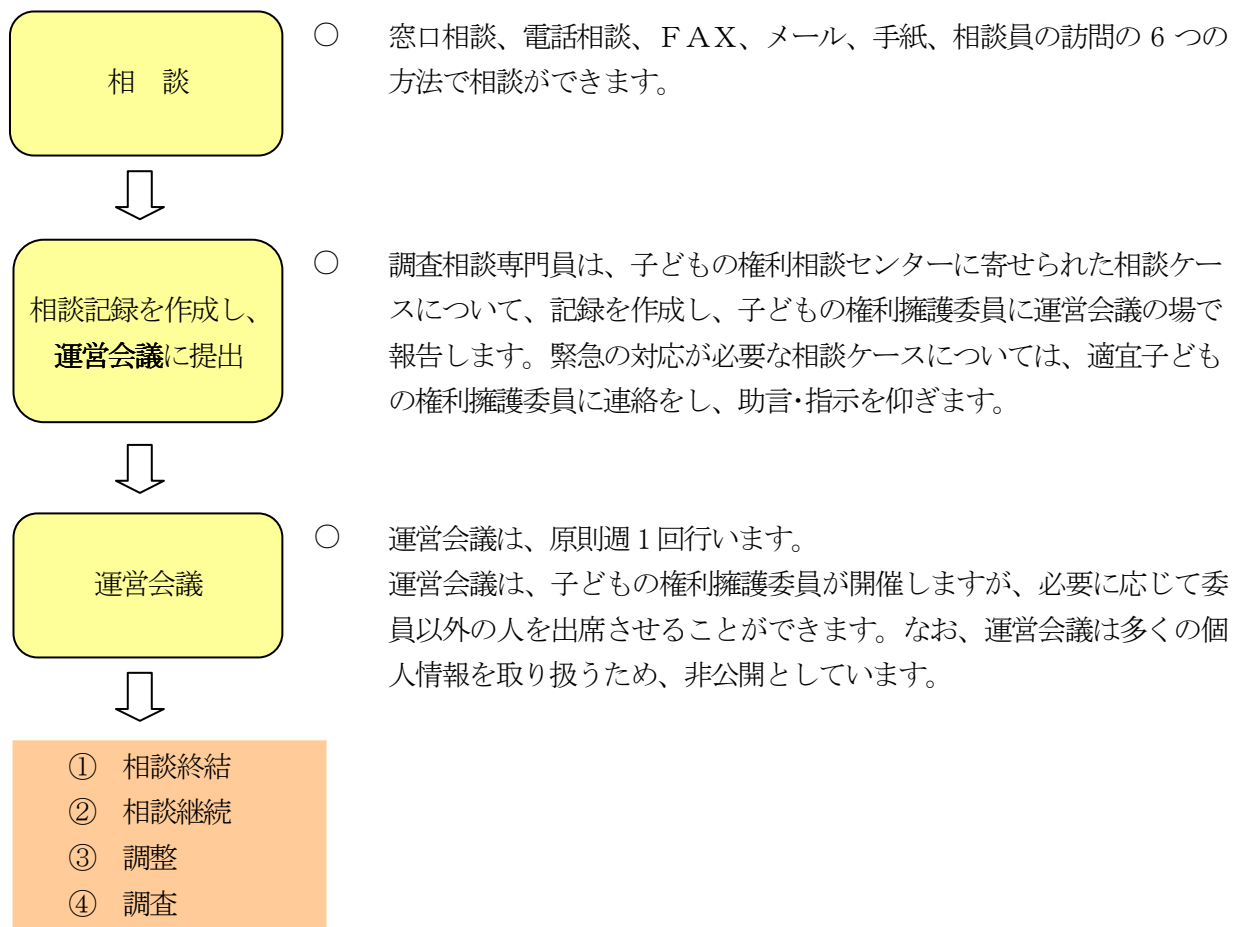 相　談
○　窓口相談、電話相談、ＦＡＸ、メール、手紙、相談員の訪問の 6 つの
方法で相談ができます。
相談記録を作成し、
運営会議に提出
○　調査相談専門員は、子どもの権利相談センターに寄せられた相談ケー
スについて、記録を作成し、子どもの権利擁護委員に運営会議の場で
報告します。緊急の対応が必要な相談ケースについては、適宜子ども
の権利擁護委員に連絡をし、助言･指示を仰ぎます。
運営会議
○　運営会議は、原則週１回行います。
運営会議は、子どもの権利擁護委員が開催しますが、必要に応じて委
員以外の人を出席させることができます。なお、運営会議は多くの個
人情報を取り扱うため、非公開としています。
①　相談終結
②　相談継続
③　調整
④　調査